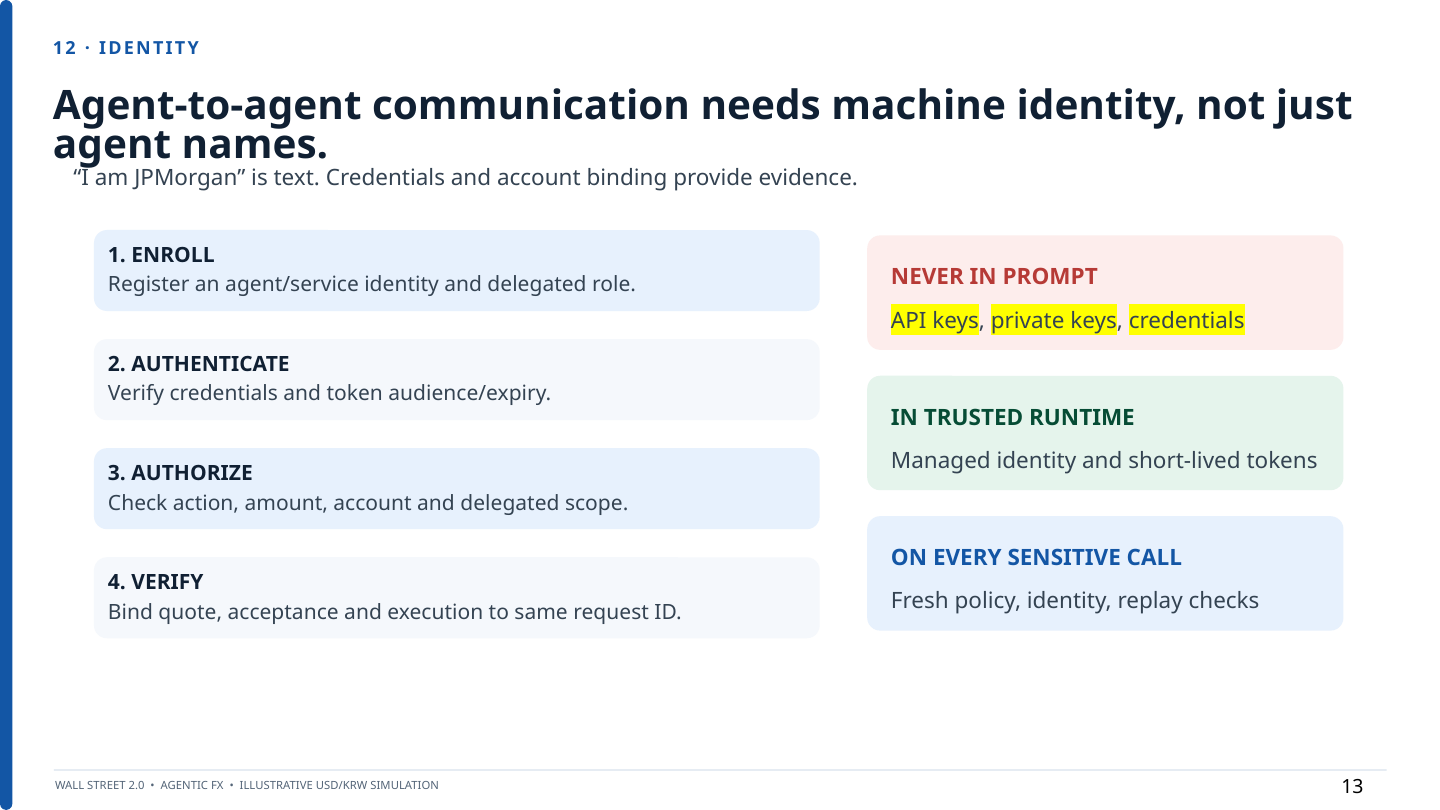 12 · IDENTITY
Agent-to-agent communication needs machine identity, not just
agent names.
“I am JPMorgan” is text. Credentials and account binding provide evidence.
1. ENROLL
Register an agent/service identity and delegated role.
2. AUTHENTICATE
Verify credentials and token audience/expiry.
3. AUTHORIZE
Check action, amount, account and delegated scope.
4. VERIFY
Bind quote, acceptance and execution to same request ID.
NEVER IN PROMPT
API keys, private keys, credentials
IN TRUSTED RUNTIME
Managed identity and short-lived tokens
ON EVERY SENSITIVE CALL
Fresh policy, identity, replay checks
WALL STREET 2.0 • AGENTIC FX • ILLUSTRATIVE USD/KRW SIMULATION
13